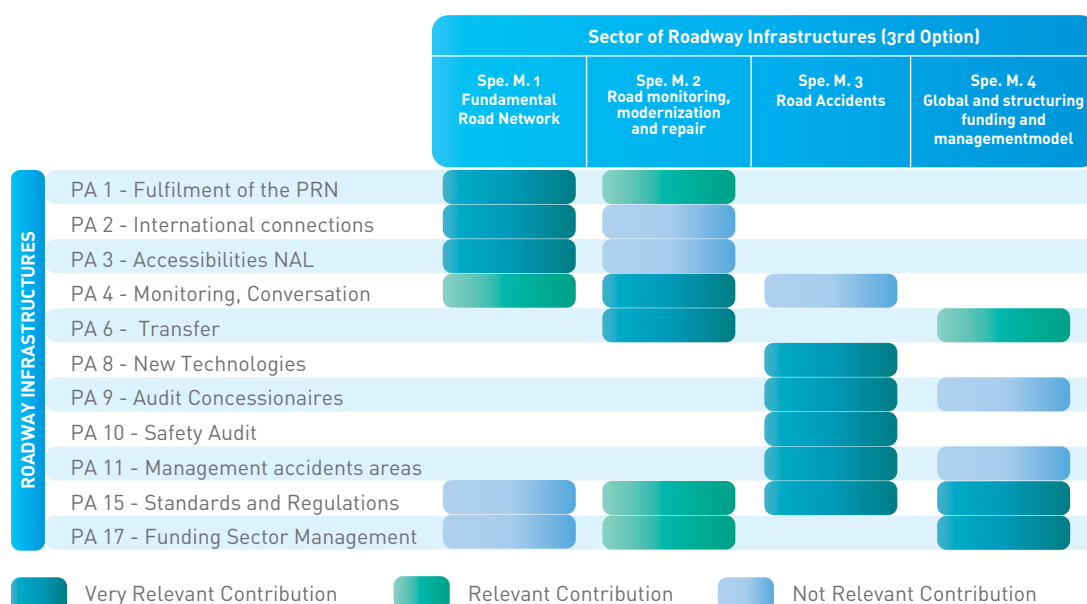 Sector of Roadway Infrastructures (3rd Option)
Spe. M. 1
Fundamental
Road Network
Spe. M. 2
Road monitoring,
modernization
and repair
Spe. M. 3
Road Accidents
Spe. M. 4
Global and structuring
funding and
managementmodel
ROADWAY INFRASTRUCTURES
PA 1 - Fulfilment of the PRN
PA 2 - International connections
PA 3 - Accessibilities NAL
PA 4 - Monitoring, Conversation
PA 6 - Transfer
PA 8 - New Technologies
PA 9 - Audit Concessionaires
PA 10 - Safety Audit
PA 11 - Management accidents areas
PA 15 - Standards and Regulations
PA 17 - Funding Sector Management
Very Relevant Contribution
Relevant Contribution
Not Relevant Contribution